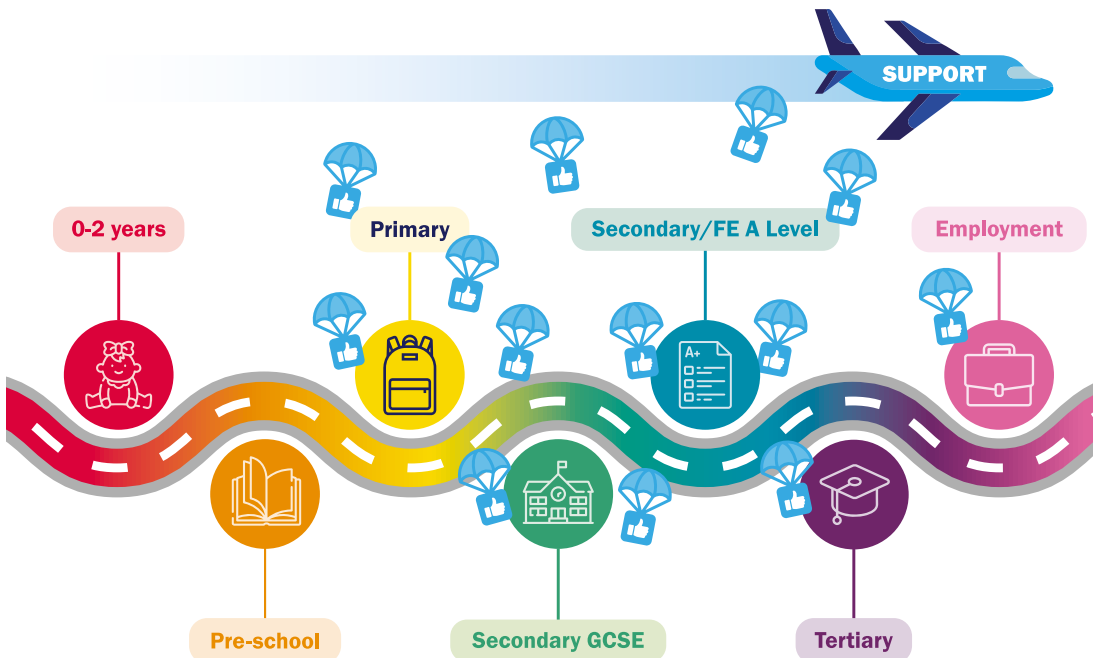 SUPPORT
0-2 years
Primary
Secondary/FE A Level
Employment
A+
Pre-school
Secondary GCSE
Tertiary